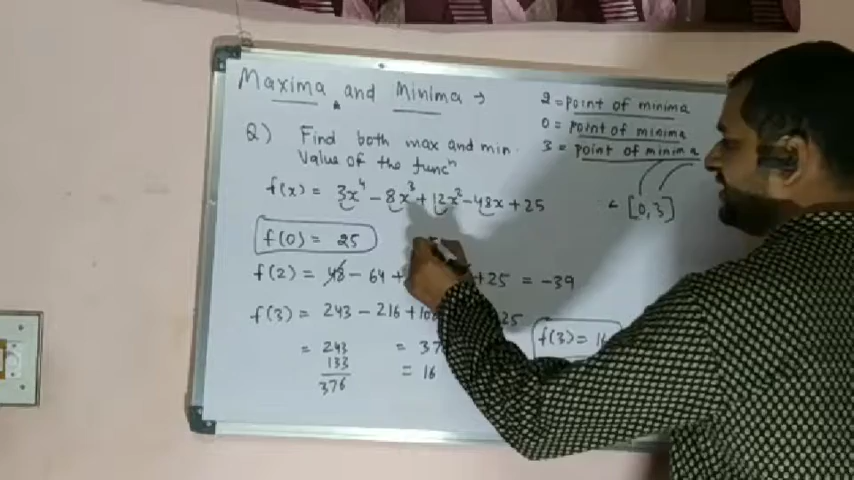 Maxima and Minima →
2 = point of minima
0 = point of minima
3 = point of minima
Q) Find both max and min.
Value of the funcⁿ
f(x) = 3x⁴ - 8x³ + 12x² - 48x + 25
[0,3]
f(0) = 25
f(2) = 48 - 64 + +25 = -39
f(3) = 243 - 216 + 10 25
f(3) = 16
= 243
133
376
= 37
= 16